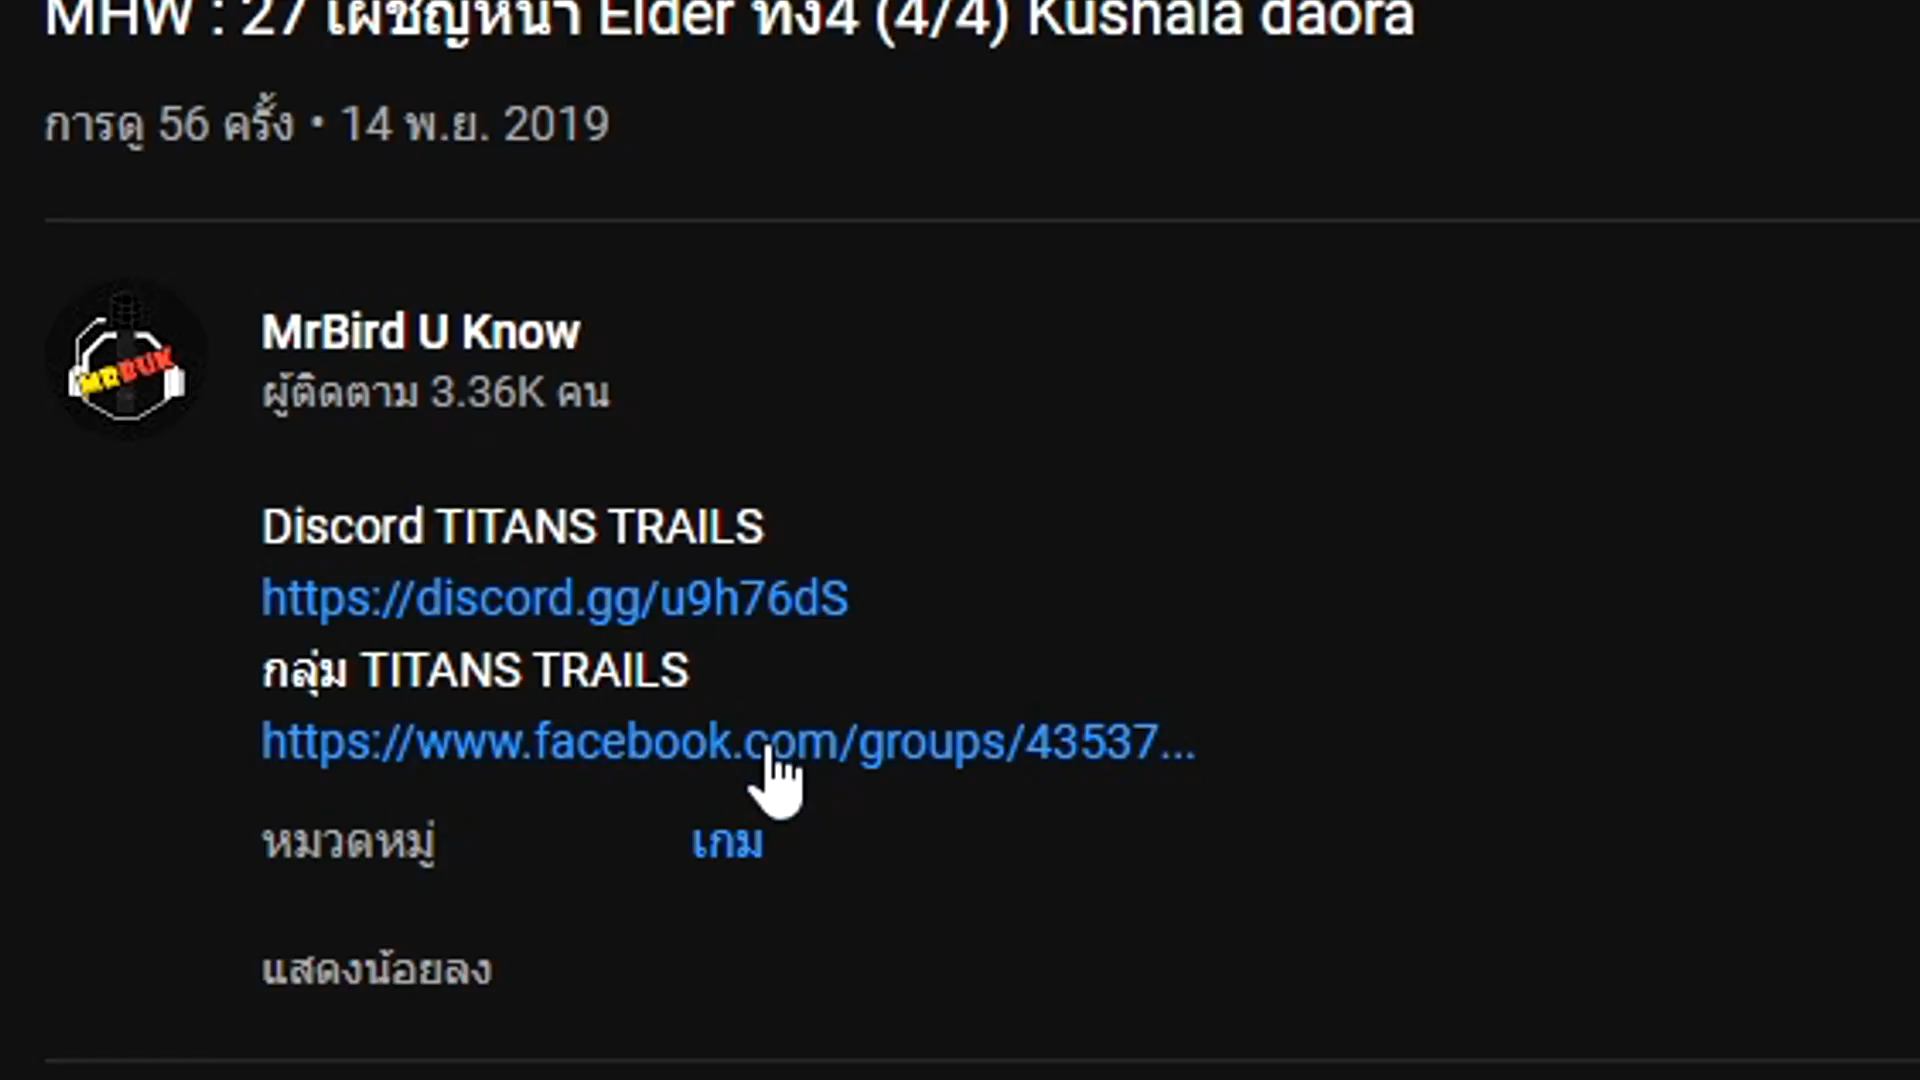 MHW : 27 เผชิญหน้า Elder ทั้ง4 (4/4) Kushala daora
การดู 56 ครั้ง • 14 พ.ย. 2019
MRBUK
MrBird U Know
ผู้ติดตาม 3.36K คน
Discord TITANS TRAILS
https://discord.gg/u9h76dS
กลุ่ม TITANS TRAILS
https://www.facebook.com/groups/43537...
หมวดหมู่ เกม
แสดงน้อยลง